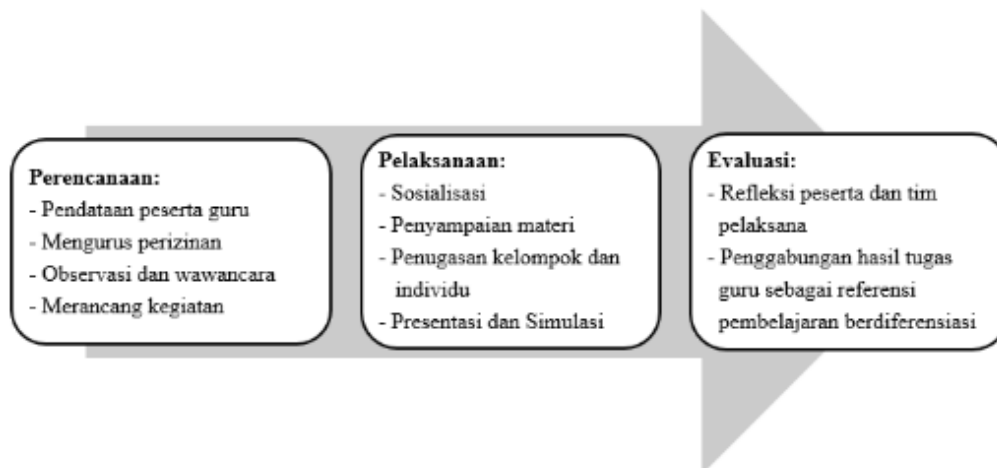 Perencanaan:
- Pendataan peserta guru
- Mengurus perizinan
- Observasi dan wawancara
- Merancang kegiatan
Pelaksanaan:
- Sosialisasi
- Penyampaian materi
- Penugasan kelompok dan
individu
- Presentasi dan Simulasi
Evaluasi:
- Refleksi peserta dan tim
pelaksana
- Penggabungan hasil tugas
guru sebagai referensi
pembelajaran berdiferensiasi